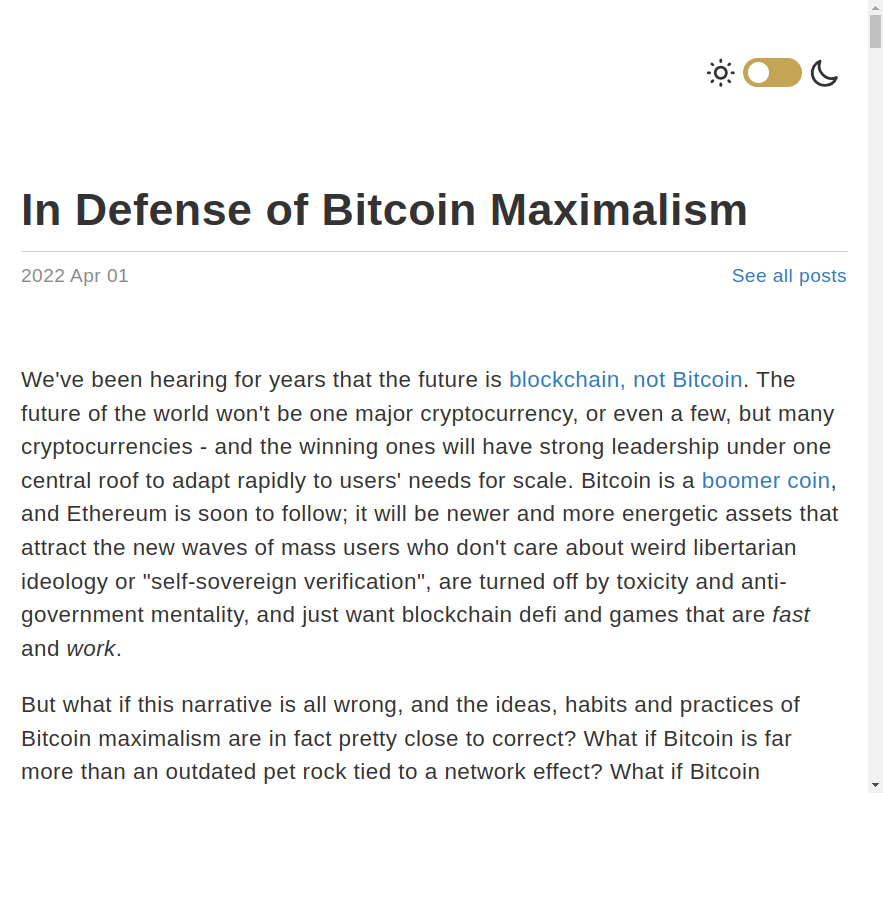 In Defense of Bitcoin Maximalism
2022 Apr 01
See all posts
We've been hearing for years that the future is blockchain, not Bitcoin. The
future of the world won't be one major cryptocurrency, or even a few, but many
cryptocurrencies - and the winning ones will have strong leadership under one
central roof to adapt rapidly to users' needs for scale. Bitcoin is a boomer coin,
and Ethereum is soon to follow; it will be newer and more energetic assets that
attract the new waves of mass users who don't care about weird libertarian
ideology or "self-sovereign verification", are turned off by toxicity and anti-
government mentality, and just want blockchain defi and games that are fast
and work.
But what if this narrative is all wrong, and the ideas, habits and practices of
Bitcoin maximalism are in fact pretty close to correct? What if Bitcoin is far
more than an outdated pet rock tied to a network effect? What if Bitcoin